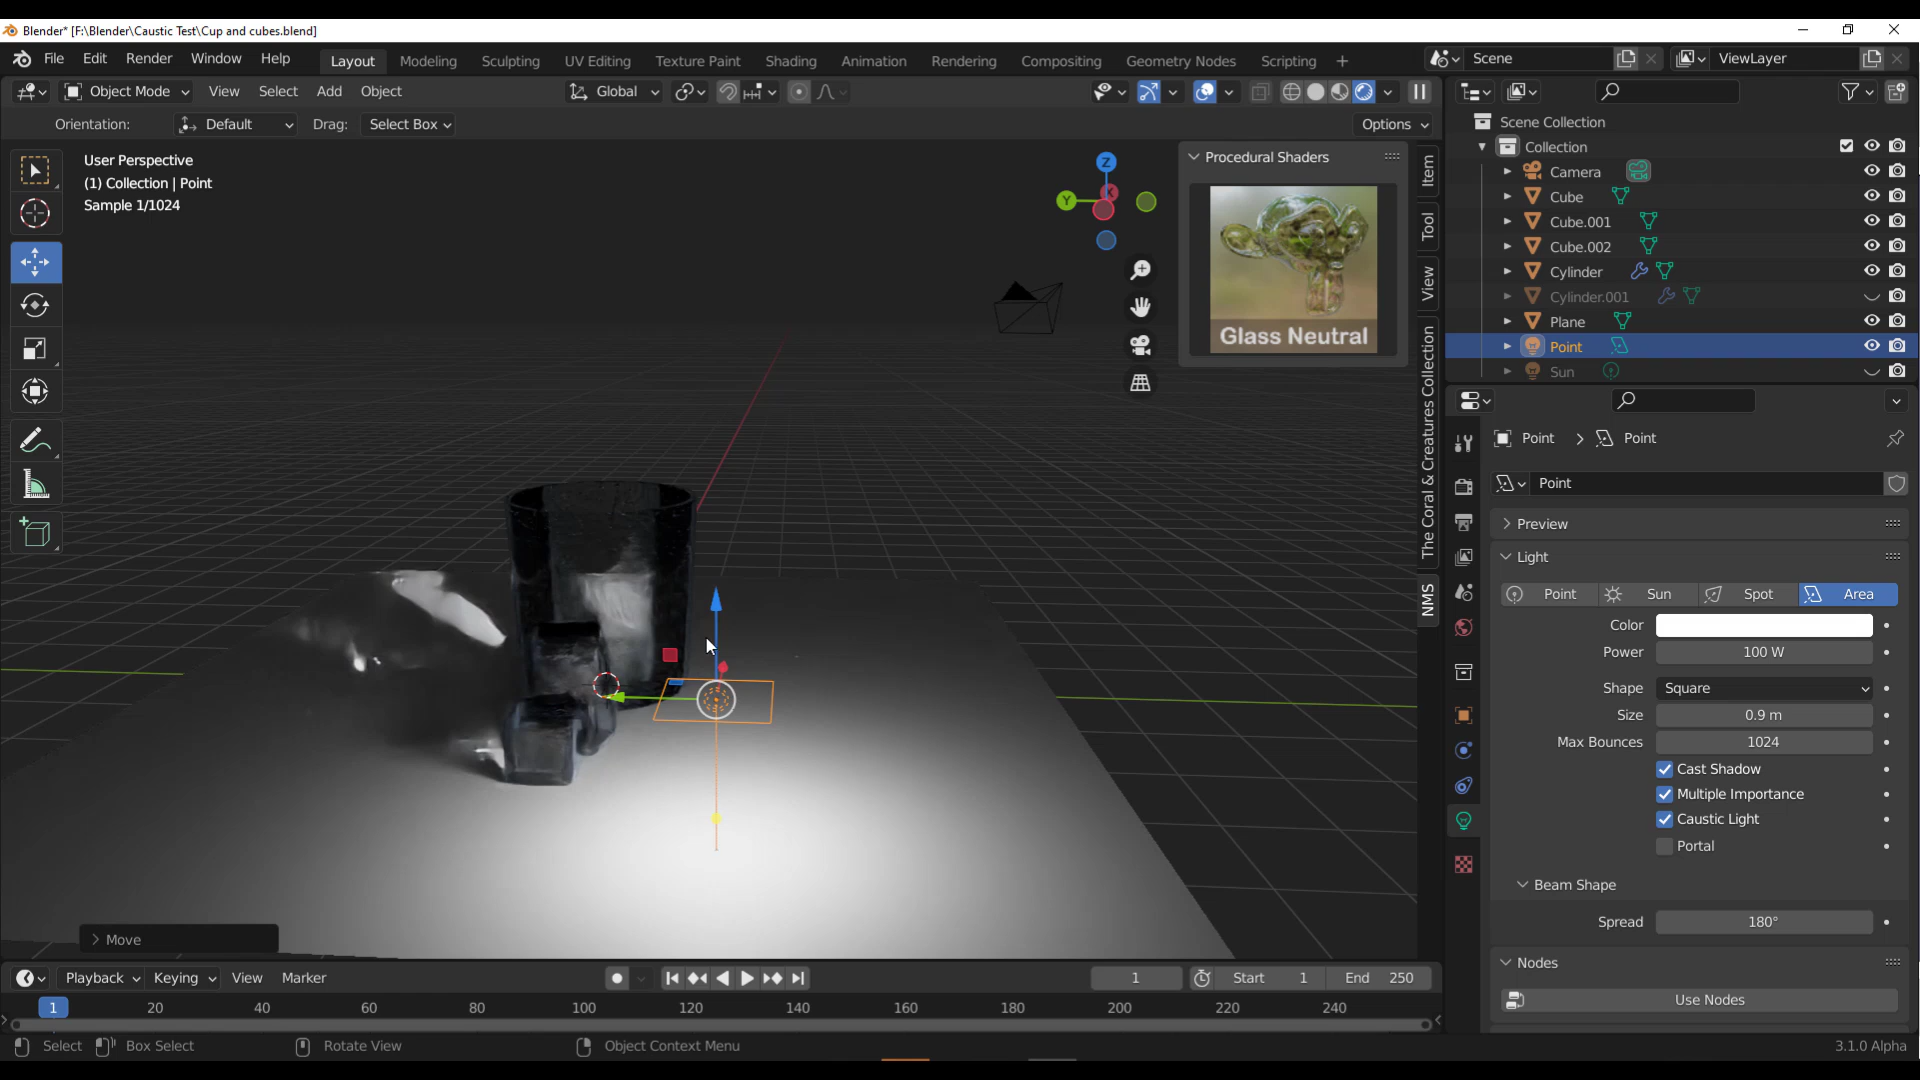 Blender* [F:\Blender\Caustic Test\Cup and cubes.blend]
File Edit Render Window Help
Layout Modeling Sculpting UV Editing Texture Paint Shading Animation Rendering Compositing Geometry Nodes Scripting +
Scene
ViewLayer
Object Mode View Select Add Object
Global
Orientation: Default Drag: Select Box
Options
User Perspective
(1) Collection | Point
Sample 1/1024
Z
Y
X
Procedural Shaders
Glass Neutral
Item
Tool
View
The Coral & Creatures Collection
NMS
Scene Collection
Collection
Camera
Cube
Cube.001
Cube.002
Cylinder
Cylinder.001
Plane
Point
Sun
Point > Point
Point
Preview
Light
Point Sun Spot Area
Color
Power 100 W
Shape Square
Size 0.9 m
Max Bounces 1024
Cast Shadow
Multiple Importance
Caustic Light
Portal
Beam Shape
Spread 180°
Nodes
Use Nodes
Move
Playback Keying View Marker
1
Start 1
End 250
1 20 40 60 80 100 120 140 160 180 200 220 240
Select Box Select Rotate View Object Context Menu
3.1.0 Alpha